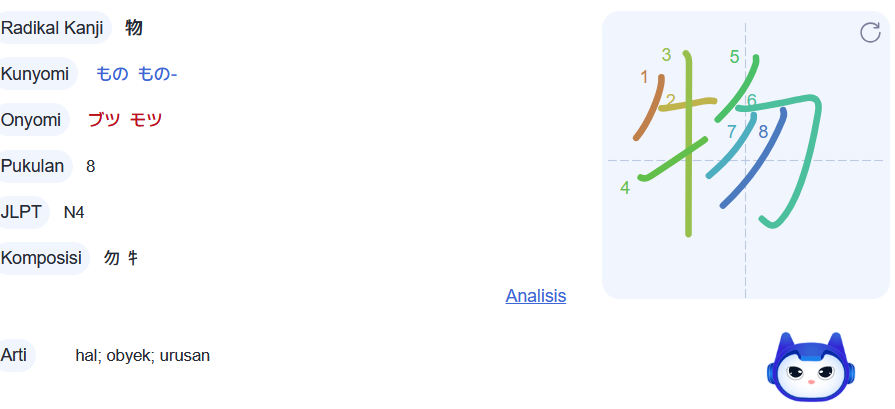 Radikal Kanji 物
Kunyomi もの もの-
Onyomi ブツ モツ
Pukulan 8
JLPT N4
Komposisi 勿 牜
Analisis
Arti hal; obyek; urusan
1 2 3 4 5 6 7 8